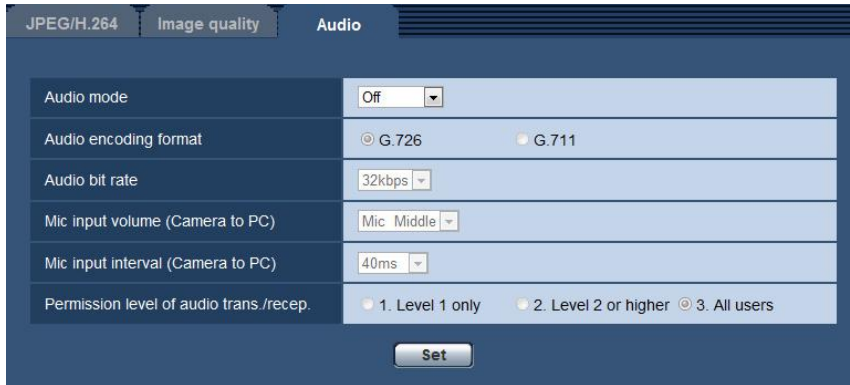 JPEG/H.264 Image quality Audio
Audio mode Off
Audio encoding format G.726 G.711
Audio bit rate 32kbps
Mic input volume (Camera to PC) Mic Middle
Mic input interval (Camera to PC) 40ms
Permission level of audio trans./recep. 1. Level 1 only 2. Level 2 or higher 3. All users
Set